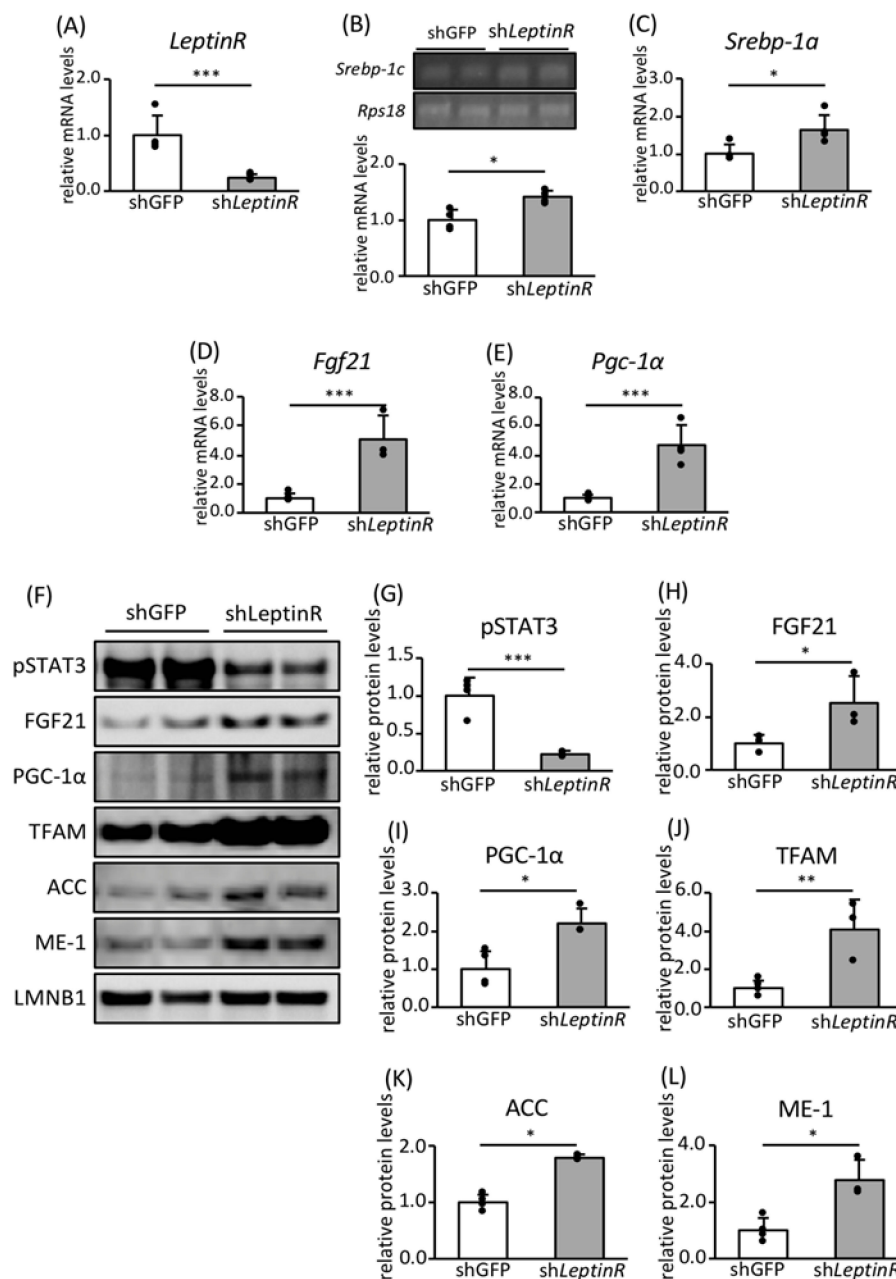 (A)
LeptinR
***
relative mRNA levels
2.0
1.0
0.0
shGFP
shLeptinR
(B)
shGFP
shLeptinR
Srebp-1c
Rps18
*
relative mRNA levels
2.0
1.0
0.0
shGFP
shLeptinR
(C)
Srebp-1a
*
relative mRNA levels
3.0
2.0
1.0
0.0
shGFP
shLeptinR
(D)
Fgf21
***
relative mRNA levels
8.0
6.0
4.0
2.0
0.0
shGFP
shLeptinR
(E)
Pgc-1α
***
relative mRNA levels
8.0
6.0
4.0
2.0
0.0
shGFP
shLeptinR
(F)
shGFP
shLeptinR
pSTAT3
FGF21
PGC-1α
TFAM
ACC
ME-1
LMNB1
(G)
pSTAT3
***
relative protein levels
1.5
1.0
0.5
0.0
shGFP
shLeptinR
(H)
FGF21
*
relative protein levels
4.0
2.0
0.0
shGFP
shLeptinR
(I)
PGC-1α
*
relative protein levels
3.0
2.0
1.0
0.0
shGFP
shLeptinR
(J)
TFAM
**
relative protein levels
6.0
4.0
2.0
0.0
shGFP
shLeptinR
(K)
ACC
*
relative protein levels
2.0
1.0
0.0
shGFP
shLeptinR
(L)
ME-1
*
relative protein levels
4.0
2.0
0.0
shGFP
shLeptinR